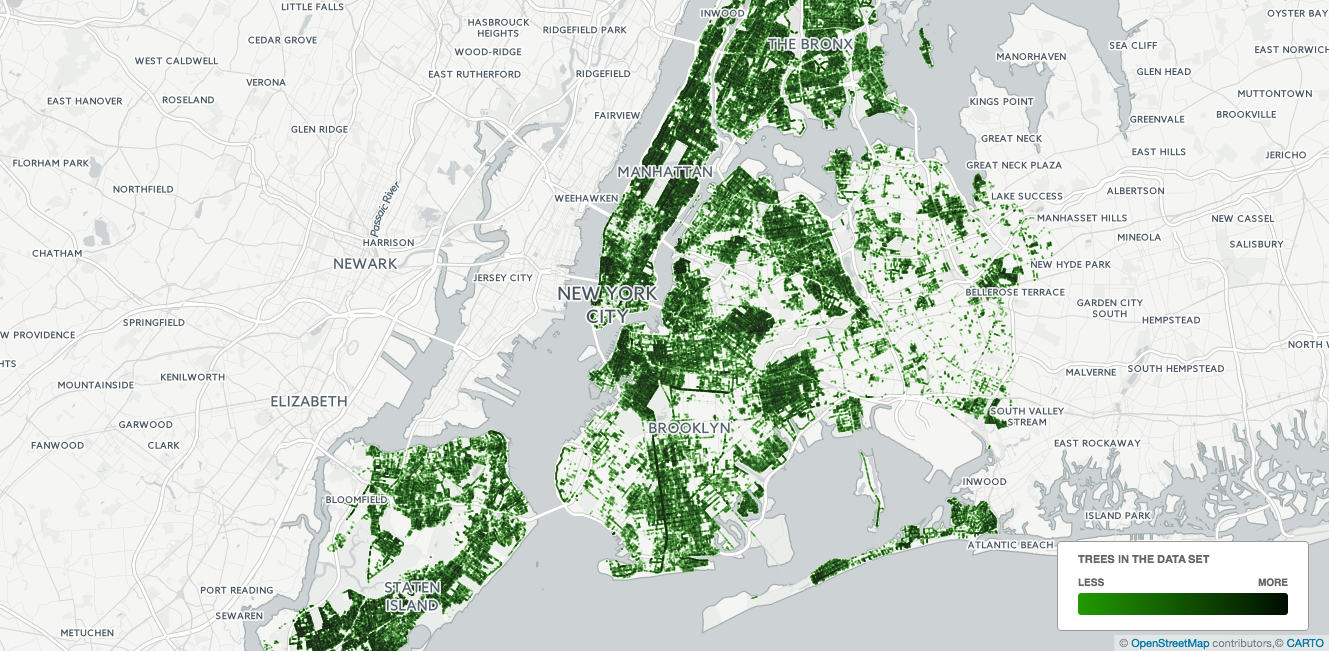 LITTLE FALLS
INWOOD
OYSTER BAY
HASBROUCK
HEIGHTS
RIDGEFIELD PARK
CEDAR GROVE
THE BRONX
SEA CLIFF
EAST NORWICH
WOOD-RIDGE
MANORHAVEN
WEST CALDWELL
EAST RUTHERFORD
RIDGEFIELD
GLEN HEAD
VERONA
MUTTONTOWN
EAST HANOVER
ROSELAND
KINGS POINT
FAIRVIEW
GREENVALE
BROOKVILLE
GLEN RIDGE
GREAT NECK
EAST HILLS
JERICHO
FLORHAM PARK
GREAT NECK PLAZA
MANHATTAN
NORTHFIELD
ALBERTSON
WEEHAWKEN
LAKE SUCCESS
Passaic River
MANHASSET HILLS
NEW CASSEL
HARRISON
MINEOLA
SALISBURY
CHATHAM
NEWARK
NEW HYDE PARK
JERSEY CITY
BELLEROSE TERRACE
NEW YORK
CITY
GARDEN CITY
SOUTH
HEMPSTEAD
SPRINGFIELD
W PROVIDENCE
NORTH W
HTS
MALVERNE
SOUTH HEMPSTEAD
KENILWORTH
MOUNTAINSIDE
ELIZABETH
SOUTH VALLEY
STREAM
GARWOOD
BROOKLYN
FANWOOD
CLARK
EAST ROCKAWAY
INWOOD
BLOOMFIELD
ISLAND PARK
ATLANTIC BEACH
TREES IN THE DATA SET
LESS MORE
STATEN
ISLAND
PORT READING
SEWAREN
METUCHEN
© OpenStreetMap contributors,© CARTO